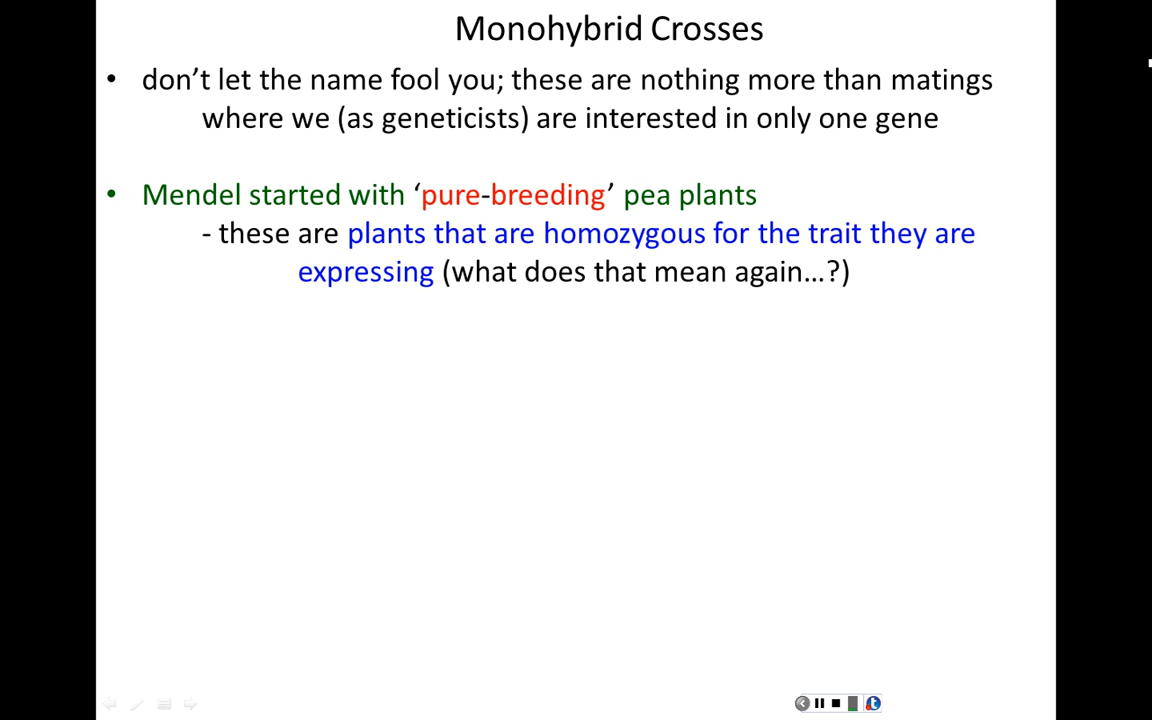 Monohybrid Crosses
• don’t let the name fool you; these are nothing more than matings
where we (as geneticists) are interested in only one gene
• Mendel started with ‘pure-breeding’ pea plants
- these are plants that are homozygous for the trait they are
expressing (what does that mean again…?)